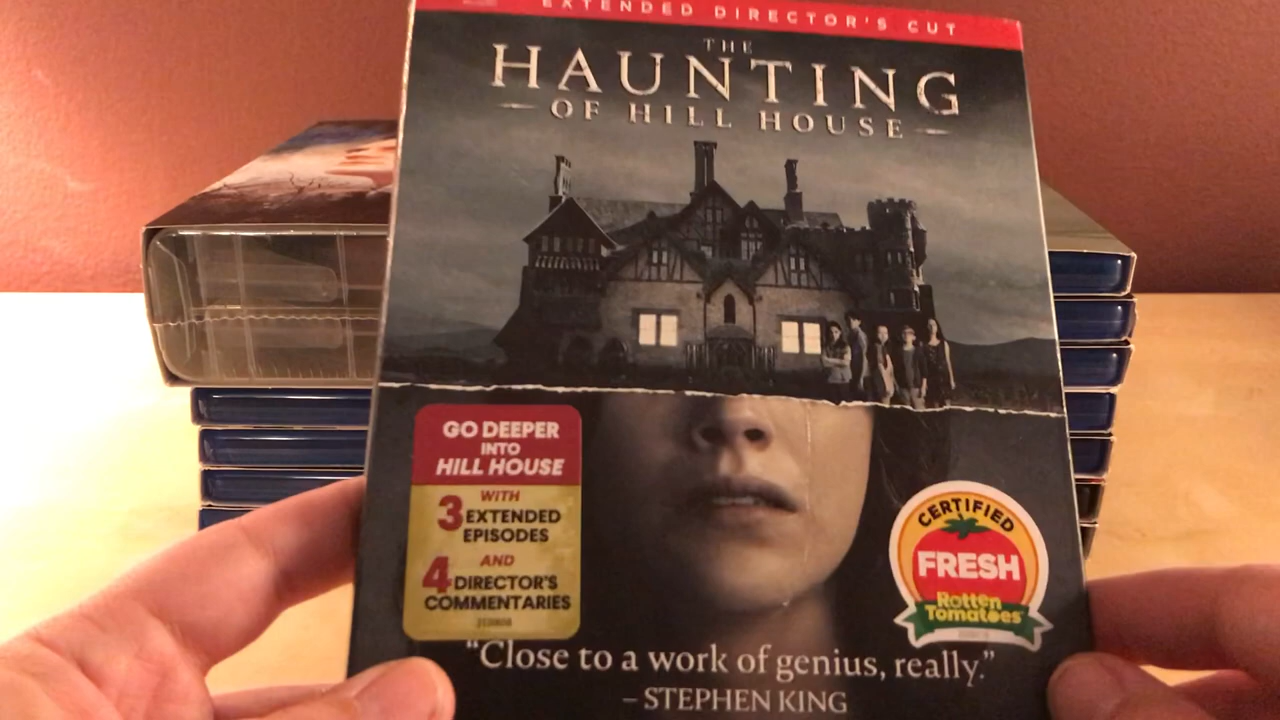 EXTENDED DIRECTOR'S CUT
THE
HAUNTING
OF HILL HOUSE
GO DEEPER
INTO
HILL HOUSE
WITH
3 EXTENDED
EPISODES
AND
4 DIRECTOR'S
COMMENTARIES
CERTIFIED
FRESH
Rotten
Tomatoes
"Close to a work of genius, really."
– STEPHEN KING